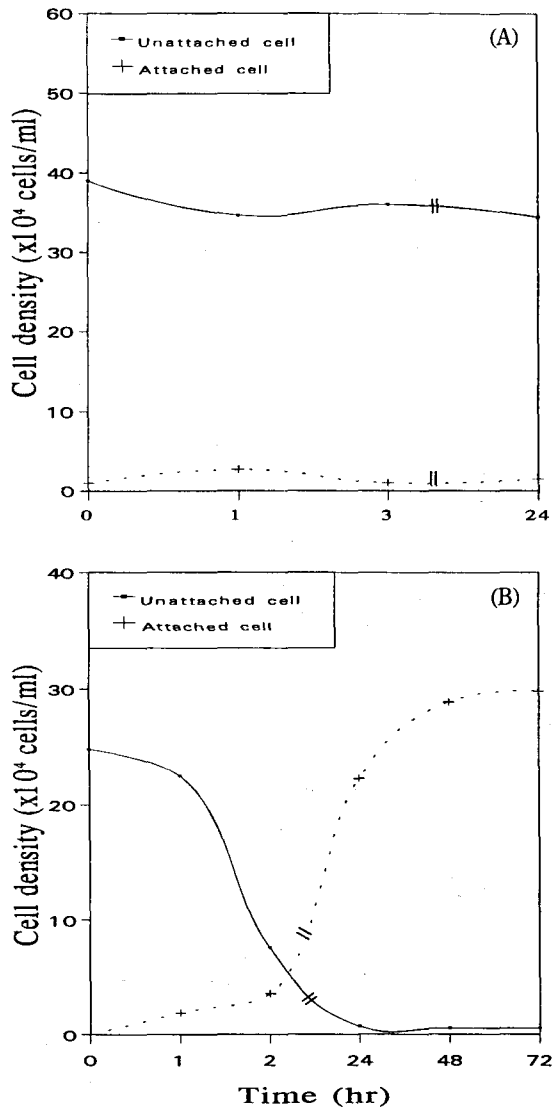 (A)
Unattached cell
Attached cell
60
50
40
30
20
10
0
Cell density (x10⁴ cells/ml)
0 1 3 24
(B)
Unattached cell
Attached cell
40
30
20
10
0
Cell density (x10⁴ cells/ml)
0 1 2 24 48 72
Time (hr)